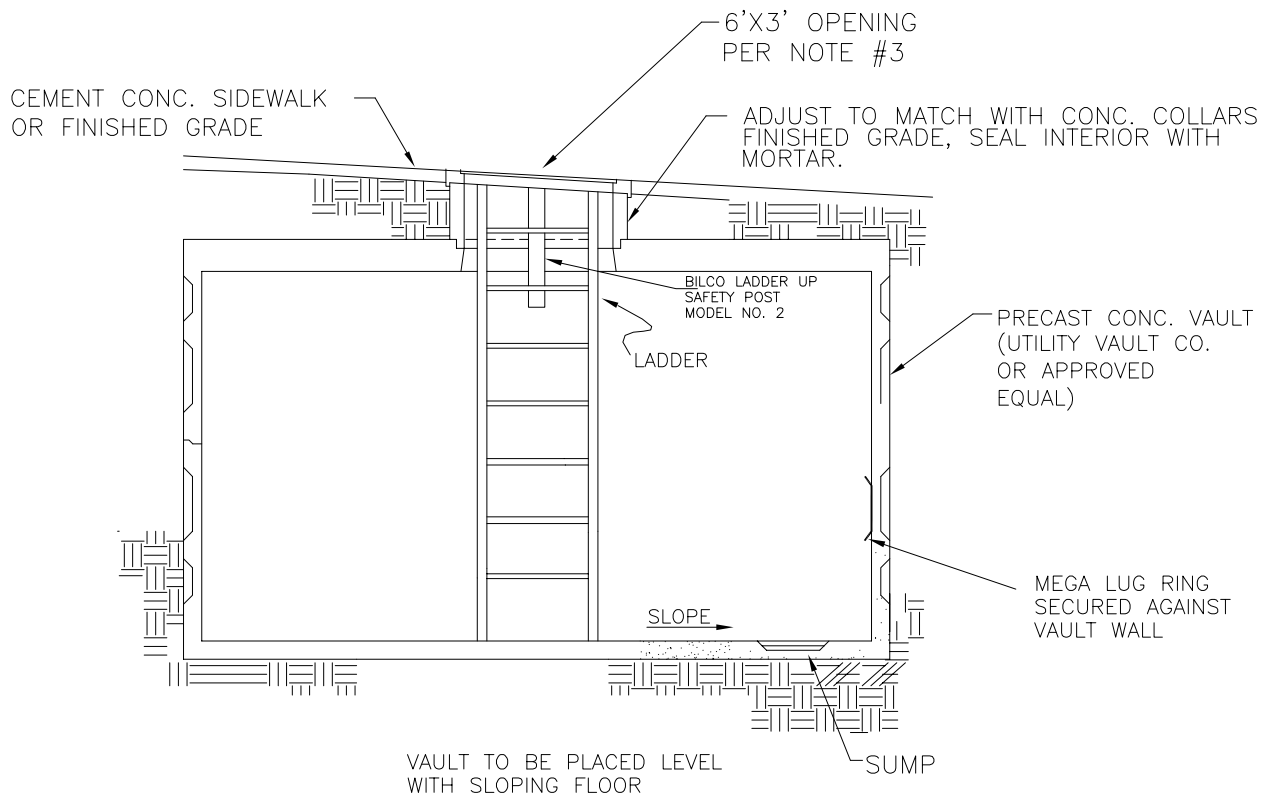 6'X3' OPENING
PER NOTE #3
CEMENT CONC. SIDEWALK
OR FINISHED GRADE
ADJUST TO MATCH WITH CONC. COLLARS
FINISHED GRADE, SEAL INTERIOR WITH
MORTAR.
BILCO LADDER UP
SAFETY POST
MODEL NO. 2
LADDER
PRECAST CONC. VAULT
(UTILITY VAULT CO.
OR APPROVED
EQUAL)
MEGA LUG RING
SECURED AGAINST
VAULT WALL
SLOPE
VAULT TO BE PLACED LEVEL
WITH SLOPING FLOOR
SUMP